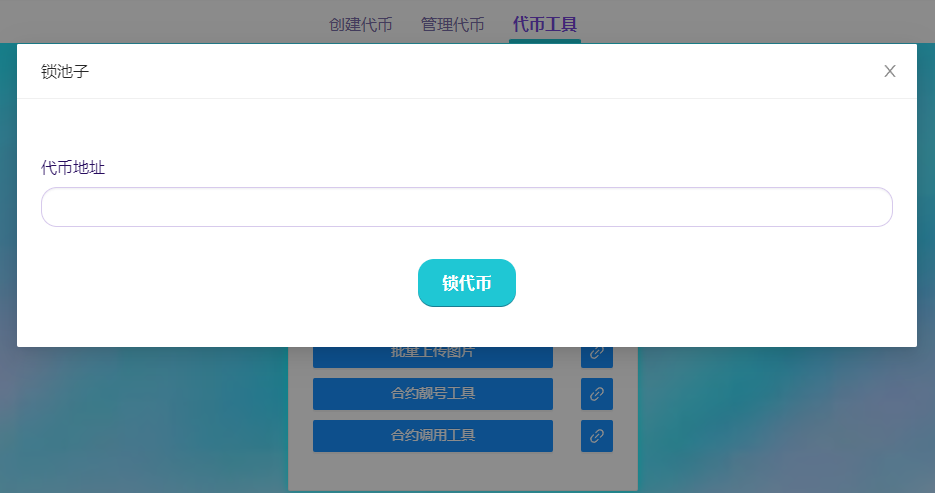 创建代币 管理代币 代币工具
锁池子
代币地址
锁代币
批量上传图片
合约靓号工具
合约调用工具